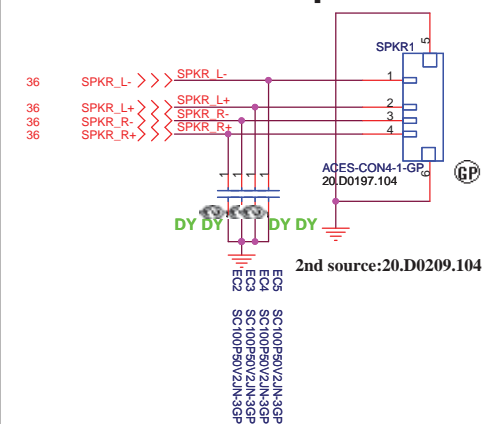 SPKR1
5
36 SPKR_L- SPKR_L- 1
36 SPKR_L+ SPKR_L+ 2
36 SPKR_R- SPKR_R- 3
36 SPKR_R+ SPKR_R+ 4
6
ACES-CON4-1-GP
20.D0197.104
GP
1 1 1 1
DY DY DY DY
2nd source:20.D0209.104
EC2 SC100P50V2JN-3GP
EC3 SC100P50V2JN-3GP
EC4 SC100P50V2JN-3GP
EC5 SC100P50V2JN-3GP